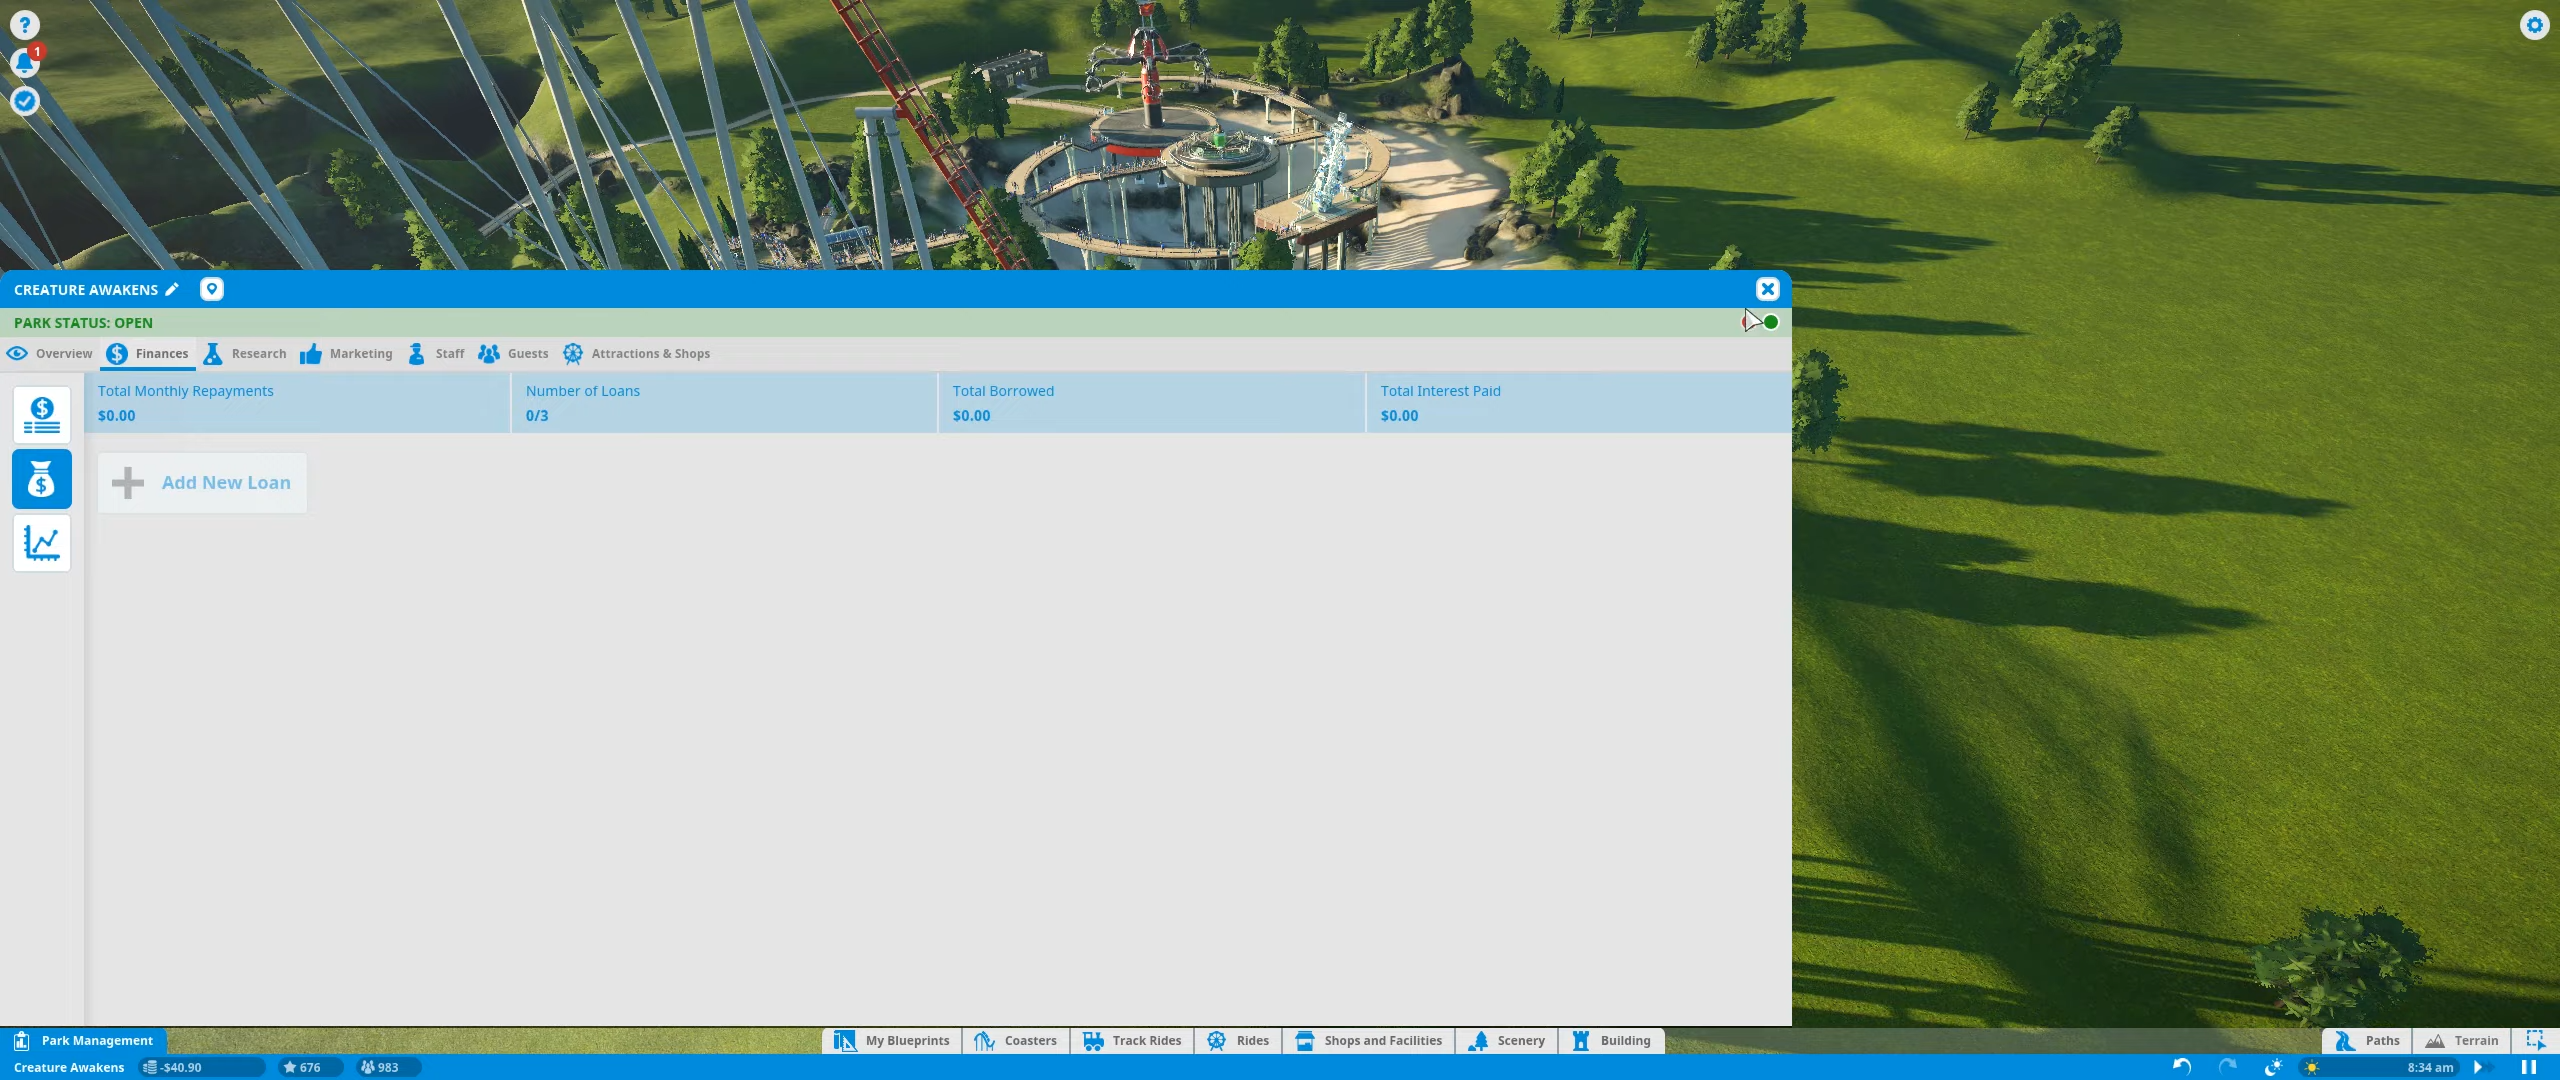 ?
1
CREATURE AWAKENS
PARK STATUS: OPEN
Overview Finances Research Marketing Staff Guests Attractions & Shops
Total Monthly Repayments Number of Loans Total Borrowed Total Interest Paid
$0.00 0/3 $0.00 $0.00
Add New Loan
Park Management My Blueprints Coasters Track Rides Rides Shops and Facilities Scenery Building Paths Terrain
Creature Awakens -$40.90 676 983 8:34 am